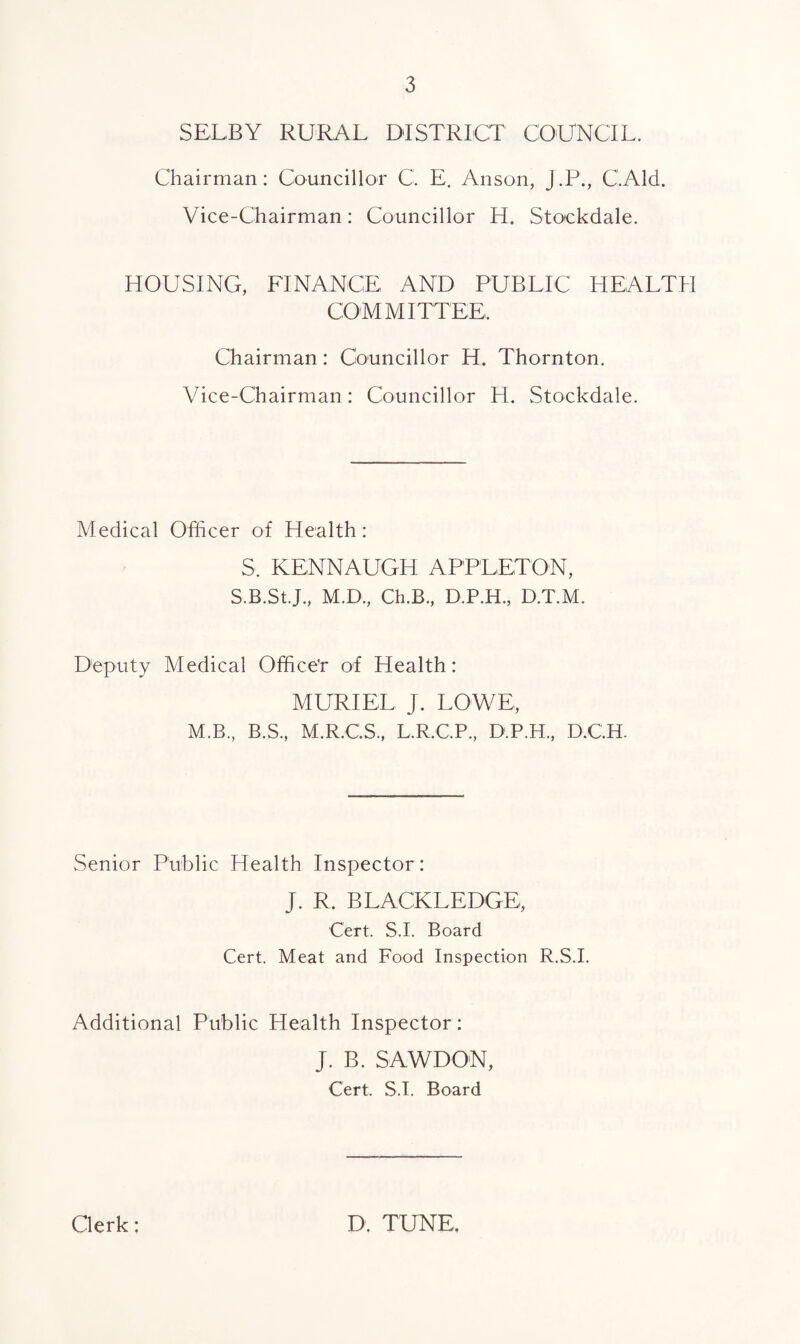 3
SELBY RURAL DISTRICT COUNCIL.
Chairman: Councillor C. E. Anson, J.P., C.Ald.
Vice-Chairman: Councillor H. Stockdale.
HOUSING, FINANCE AND PUBLIC HEALTH
COMMITTEE.
Chairman: Councillor H. Thornton.
Vice-Chairman: Councillor H. Stockdale.
Medical Officer of Health:
S. KENNAUGH APPLETON,
S.B.St.J., M.D., Ch.B., D.P.H., D.T.M.
Deputy Medical Office'r of Health:
MURIEL J. LOWE,
M.B., B.S., M.R.C.S., L.R.C.P., D.P.H., D.C.H.
Senior Public Health Inspector:
J. R. BLACKLEDGE,
Cert. S.I. Board
Cert. Meat and Food Inspection R.S.I.
Additional Public Health Inspector:
J. B. SAWDON,
Cert. S.I. Board
Clerk: D. TUNE.